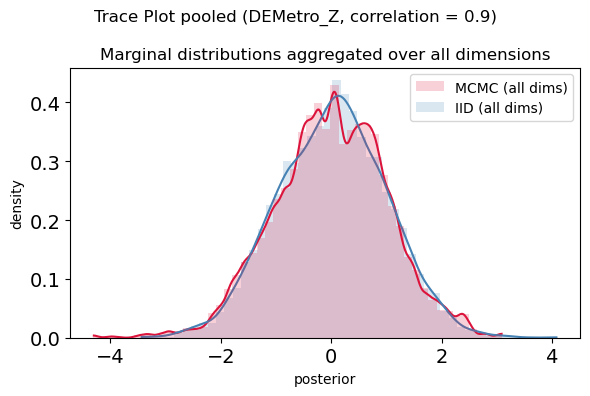 Trace Plot pooled (DEMetro_Z, correlation = 0.9)
Marginal distributions aggregated over all dimensions
MCMC (all dims)
IID (all dims)
density
0.4
0.3
0.2
0.1
0.0
−4
−2
0
2
4
posterior